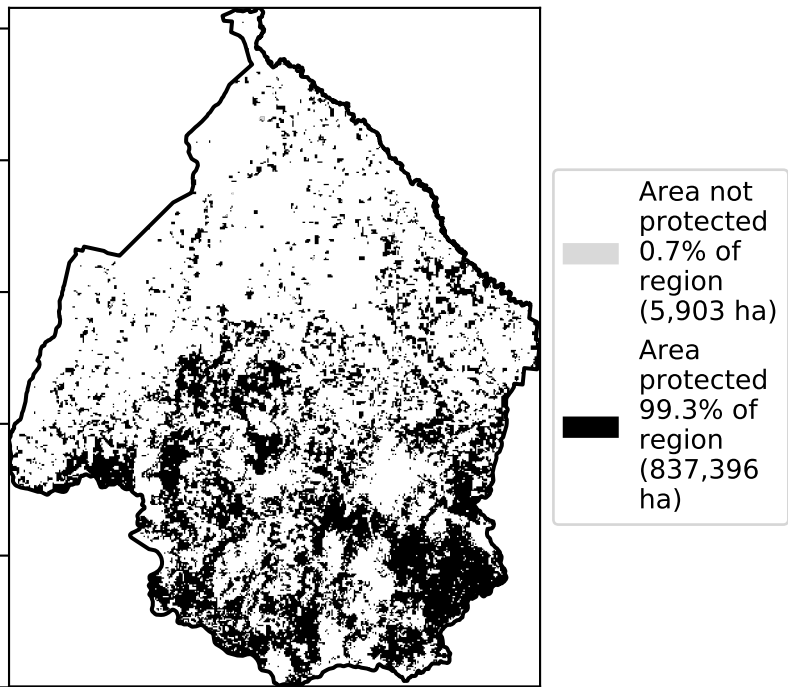 Area not
protected
0.7% of
region
(5,903 ha)
Area
protected
99.3% of
region
(837,396
ha)